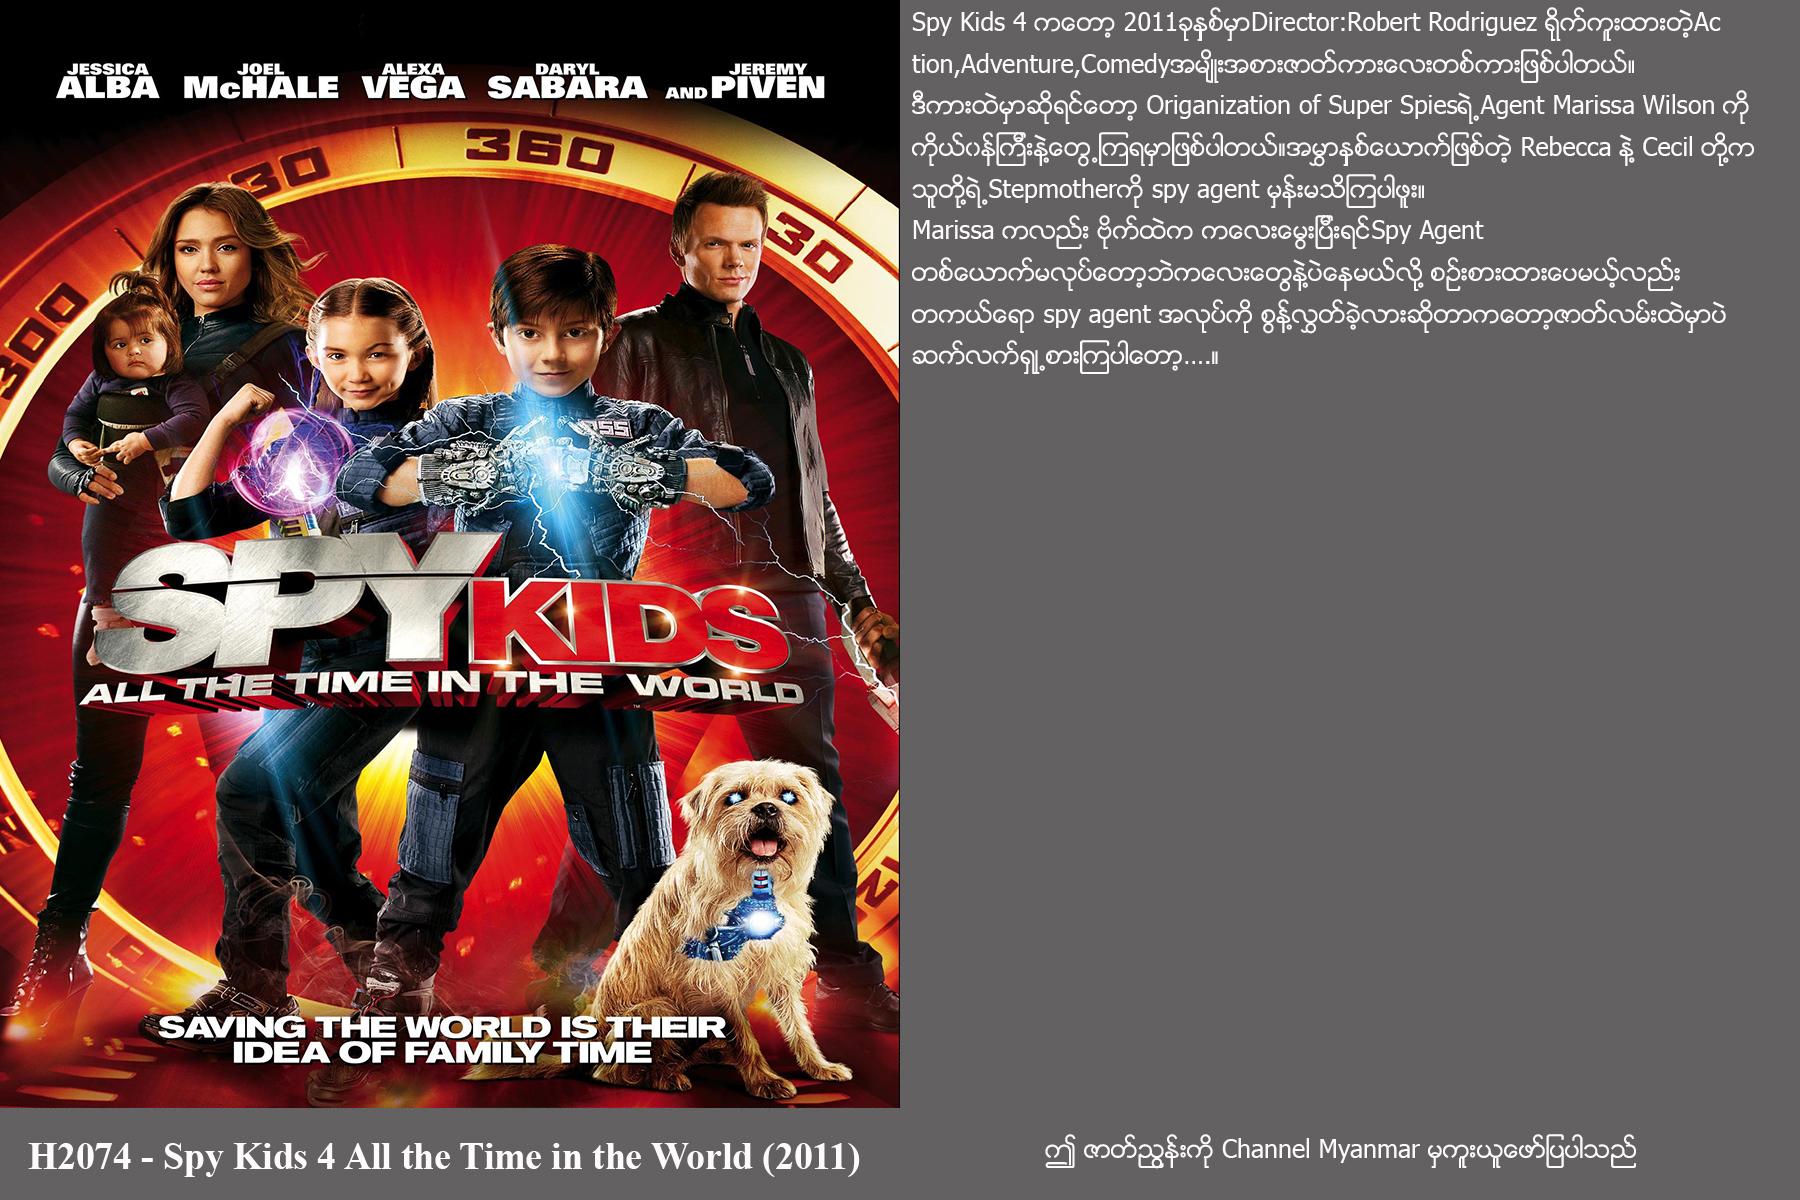 JESSICA ALBA JOEL McHALE ALEXA VEGA DARYL SABARA AND JEREMY PIVEN
30
360
30
300
OSS
SPY KIDS
ALL THE TIME IN THE WORLD
™
SAVING THE WORLD IS THEIR
IDEA OF FAMILY TIME
H2074 - Spy Kids 4 All the Time in the World (2011)
Spy Kids 4 ကတော့ 2011ခုနှစ်မှာDirector:Robert Rodriguez ရိုက်ကူးထားတဲ့Ac
tion,Adventure,Comedyအမျိုးအစားဇာတ်ကားလေးတစ်ကားဖြစ်ပါတယ်။
ဒီကားထဲမှာဆိုရင်တော့ Origanization of Super Spiesရဲ့Agent Marissa Wilson ကို
ကိုယ်ဂန်ကြီးနဲ့တွေ့ကြရမှာဖြစ်ပါတယ်။အမွှာနှစ်ယောက်ဖြစ်တဲ့ Rebecca နဲ့ Cecil တို့က
သူတို့ရဲ့Stepmotherကို spy agent မှန်းမသိကြပါဖူး။
Marissa ကလည်း ဗိုက်ထဲက ကလေးမွေးပြီးရင်Spy Agent
တစ်ယောက်မလုပ်တော့ဘဲကလေးတွေနဲ့ပဲနေမယ်လို့ စဉ်းစားထားပေမယ့်လည်း
တကယ်ရော spy agent အလုပ်ကို စွန့်လွှတ်ခဲ့လားဆိုတာကတော့ဇာတ်လမ်းထဲမှာပဲ
ဆက်လက်ရှု့စားကြပါတော့....။
ဤ ဇာတ်ညွှန်းကို Channel Myanmar မှကူးယူဖော်ပြပါသည်